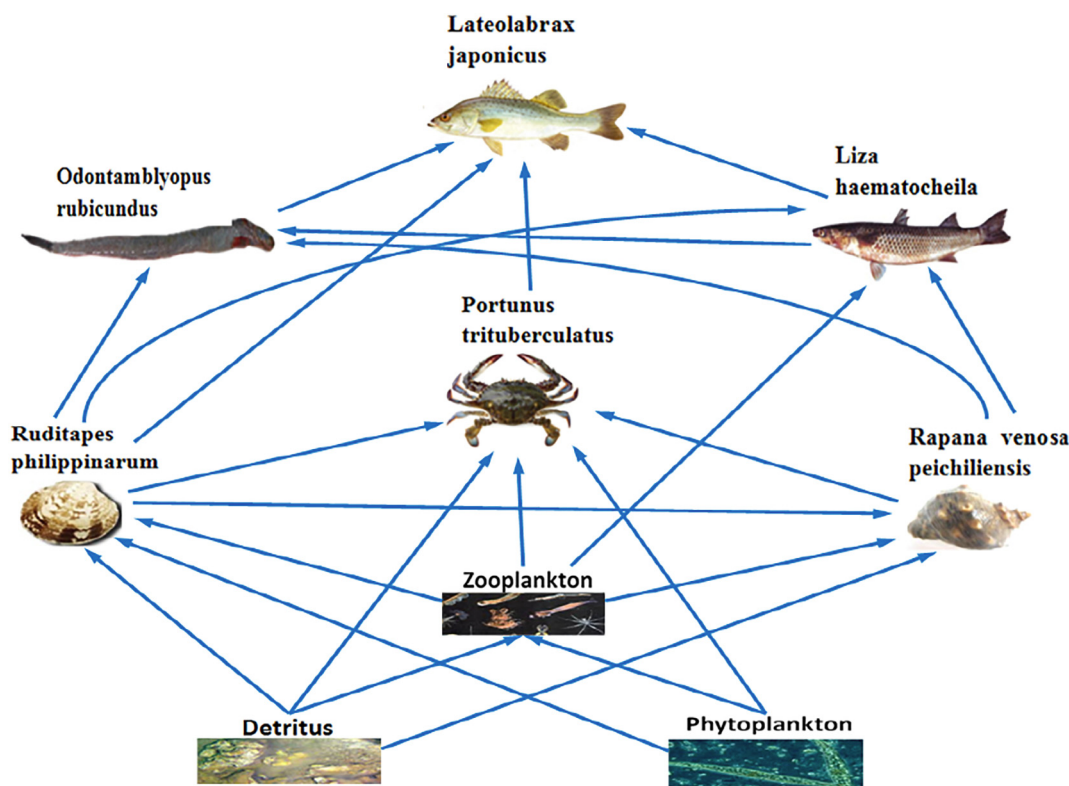 Lateolabrax
japonicus
Odontamblyopus
rubicundus
Liza
haematocheila
Portunus
trituberculatus
Ruditapes
philippinarum
Rapana venosa
peichiliensis
Zooplankton
Detritus
Phytoplankton